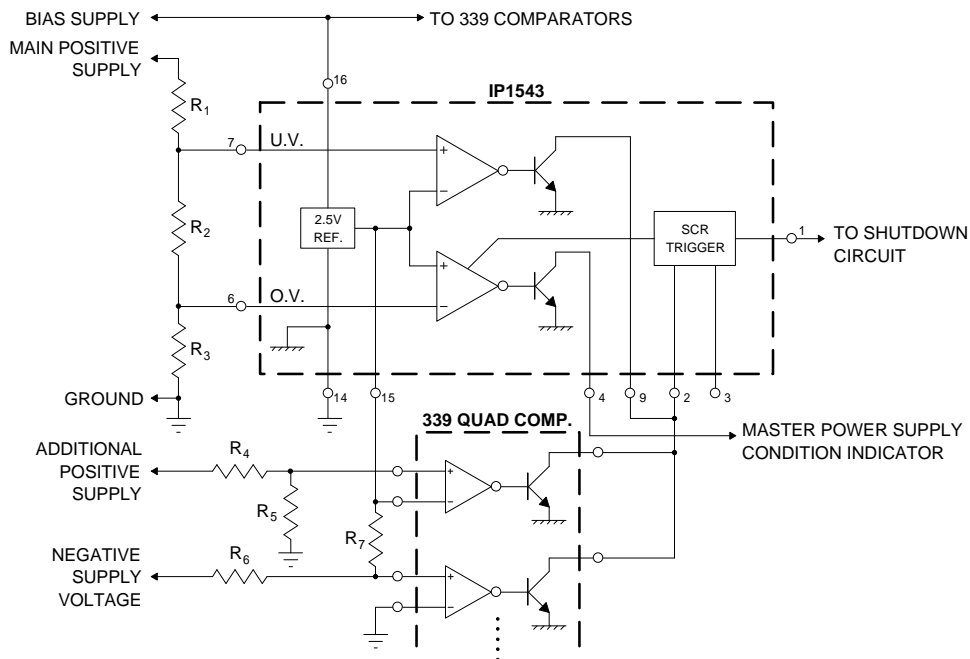 BIAS SUPPLY
TO 339 COMPARATORS
MAIN POSITIVE
SUPPLY
16
IP1543
R1
7
U.V.
+
−
2.5V
REF.
R2
SCR
TRIGGER
1
TO SHUTDOWN
CIRCUIT
+
−
6
O.V.
R3
GROUND
14
15
4
9
2
3
339 QUAD COMP.
MASTER POWER SUPPLY
CONDITION INDICATOR
ADDITIONAL
POSITIVE
SUPPLY
R4
R5
+
−
R7
NEGATIVE
SUPPLY
VOLTAGE
R6
+
−